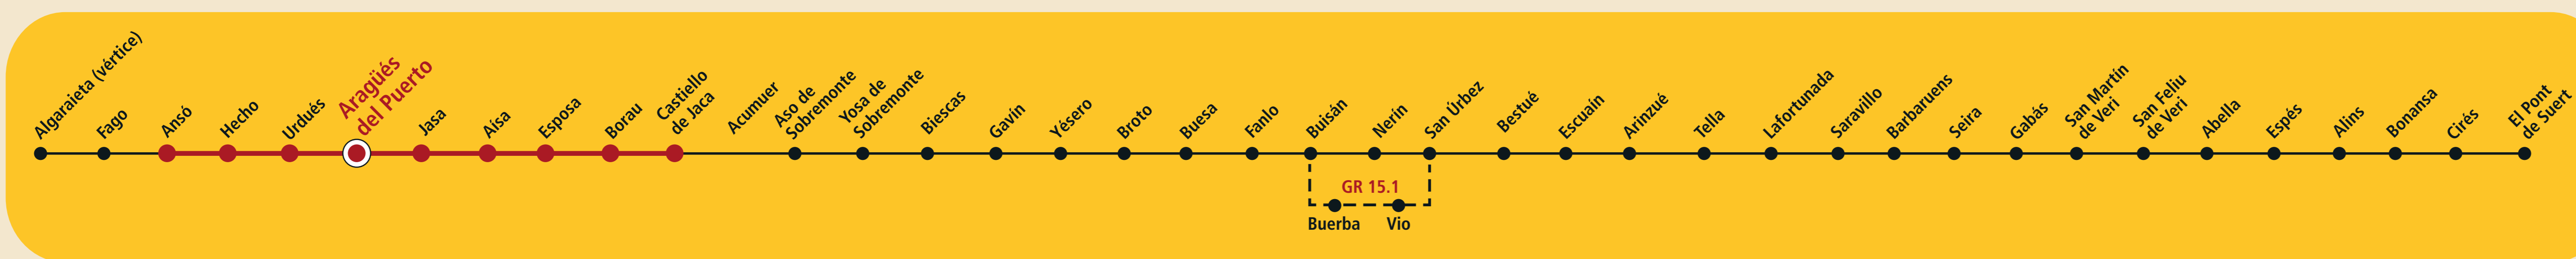 Algaraieta (vértice)
Fago
Ansó
Hecho
Urdués
Aragüés
del Puerto
Jasa
Aísa
Esposa
Borau
Castiello
de Jaca
Acumuer
Aso de
Sobremonte
Yosa de
Sobremonte
Biescas
Gavín
Yésero
Broto
Buesa
Fanlo
Buisán
Nerín
San Úrbez
Bestué
Escuaín
Arinzué
Tella
Lafortunada
Saravillo
Barbaruens
Seira
Gabás
San Martín
de Veri
San Feliu
de Veri
Abella
Espés
Alins
Bonansa
Cirés
El Pont
de Suert
GR 15.1
Buerba
Vio